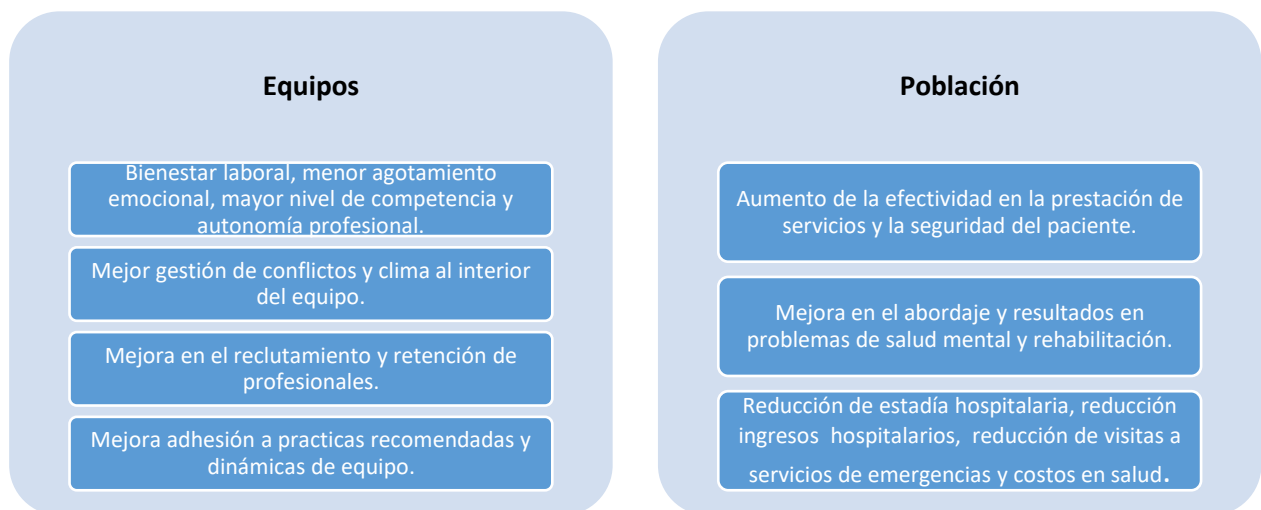 Equipos
Bienestar laboral, menor agotamiento
emocional, mayor nivel de competencia y
autonomía profesional.
Mejor gestión de conflictos y clima al interior
del equipo.
Mejora en el reclutamiento y retención de
profesionales.
Mejora adhesión a practicas recomendadas y
dinámicas de equipo.
Población
Aumento de la efectividad en la prestación de
servicios y la seguridad del paciente.
Mejora en el abordaje y resultados en
problemas de salud mental y rehabilitación.
Reducción de estadía hospitalaria, reducción
ingresos hospitalarios, reducción de visitas a
servicios de emergencias y costos en salud.